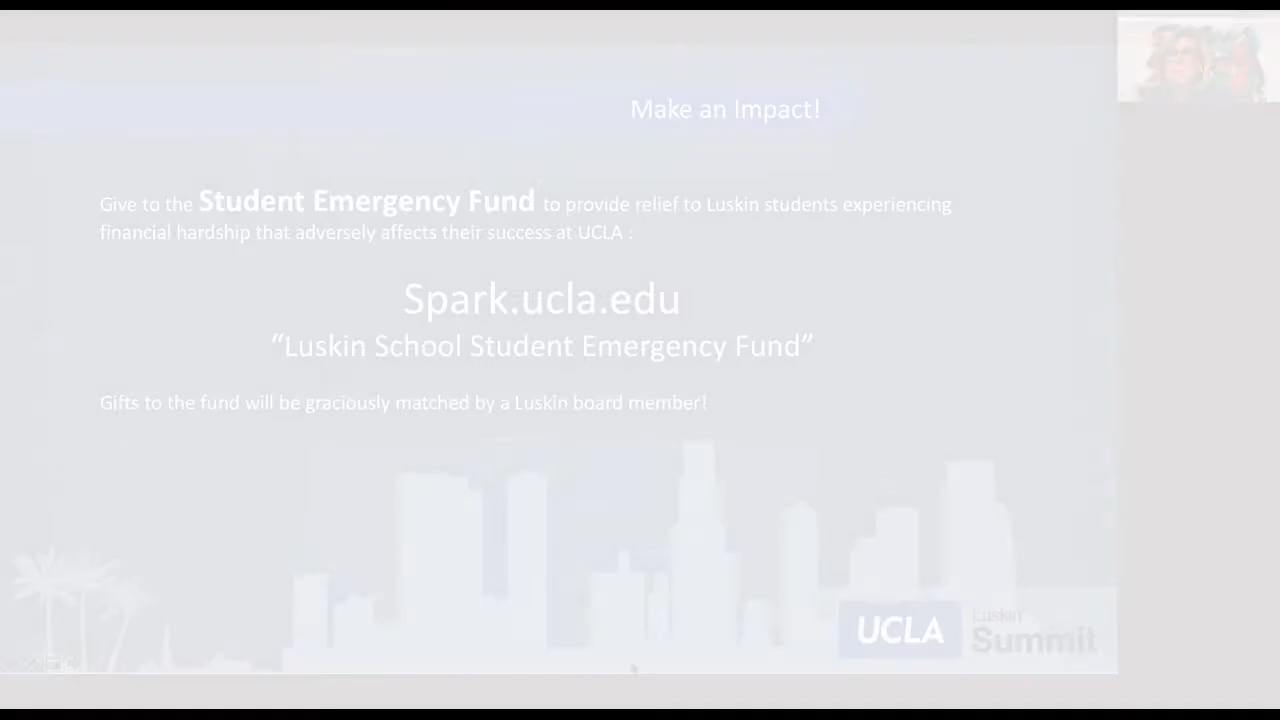 Make an Impact!
Give to the Student Emergency Fund to provide relief to Luskin students experiencing
financial hardship that adversely affects their success at UCLA :
Spark.ucla.edu
“Luskin School Student Emergency Fund”
Gifts to the fund will be graciously matched by a Luskin board member!
UCLA
Luskin
Summit